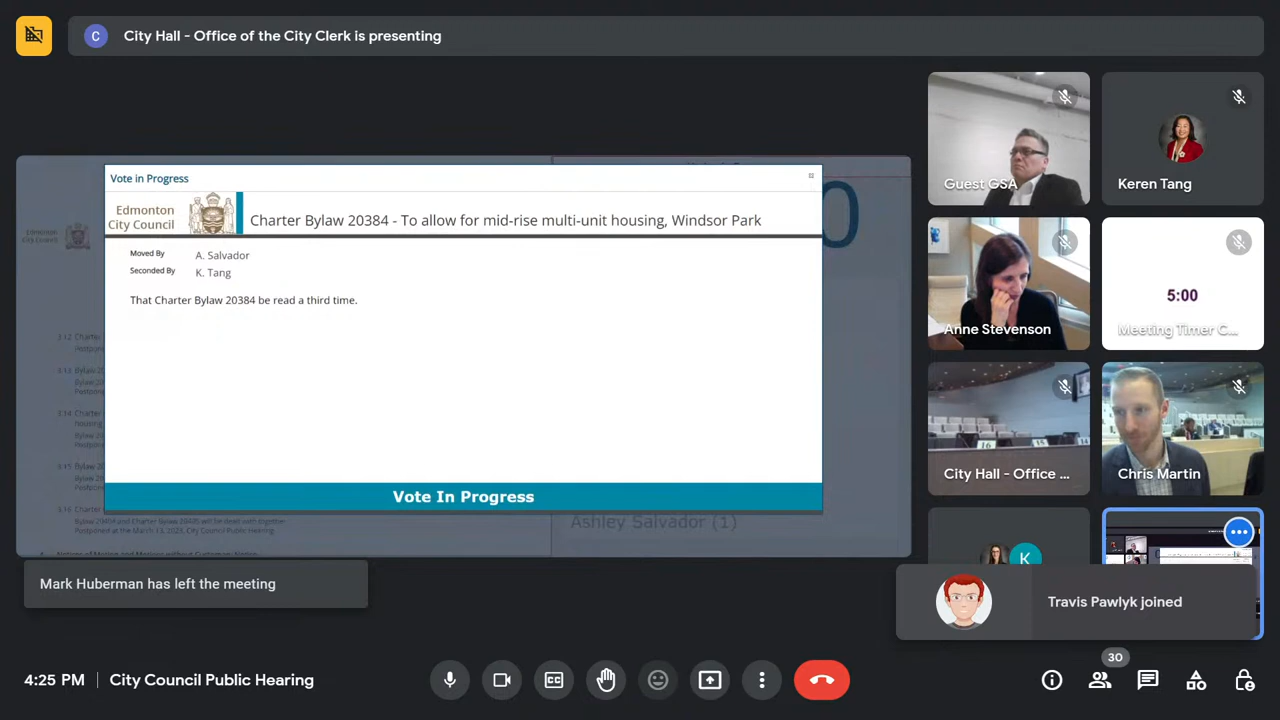 City Hall - Office of the City Clerk is presenting
C
Vote in Progress
Edmonton
City Council
Charter Bylaw 20384 - To allow for mid-rise multi-unit housing, Windsor Park
Moved By A. Salvador
Seconded By K. Tang
That Charter Bylaw 20384 be read a third time.
Vote In Progress
Ashley Salvador (1)
Mark Huberman has left the meeting
Guest GSA
Keren Tang
Anne Stevenson
5:00
Meeting Timer C...
16
15
City Hall - Office ...
Chris Martin
K
Travis Pawlyk joined
4:25 PM | City Council Public Hearing
CC
30